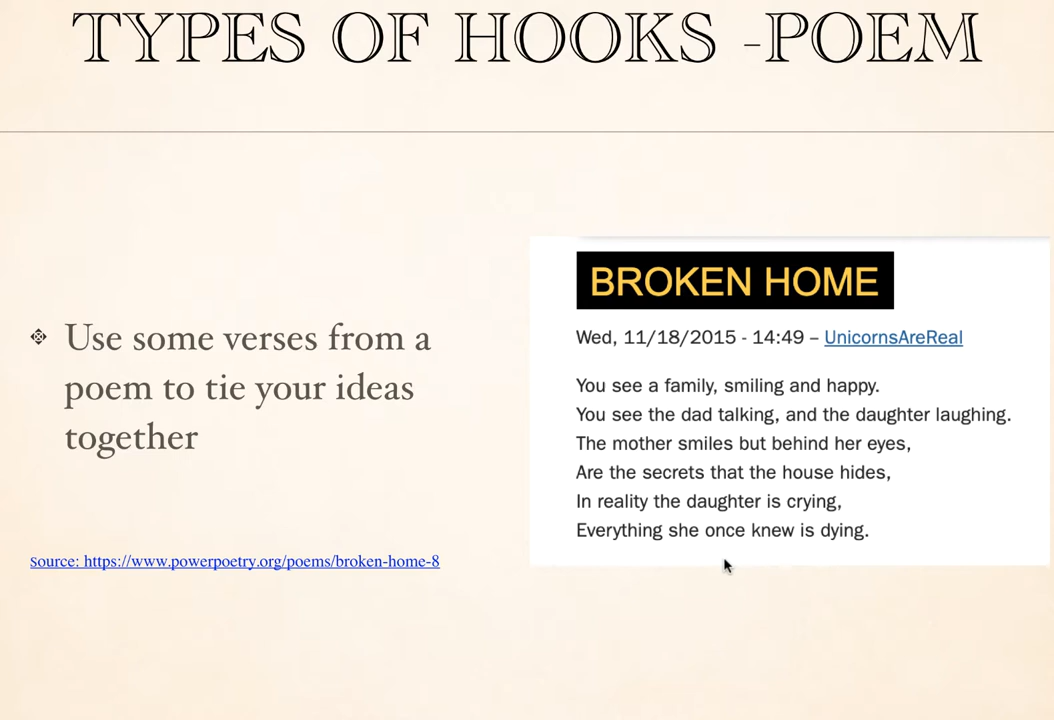 TYPES OF HOOKS -POEM
Use some verses from a
poem to tie your ideas
together
Source: https://www.powerpoetry.org/poems/broken-home-8
BROKEN HOME
Wed, 11/18/2015 - 14:49 – UnicornsAreReal
You see a family, smiling and happy.
You see the dad talking, and the daughter laughing.
The mother smiles but behind her eyes,
Are the secrets that the house hides,
In reality the daughter is crying,
Everything she once knew is dying.